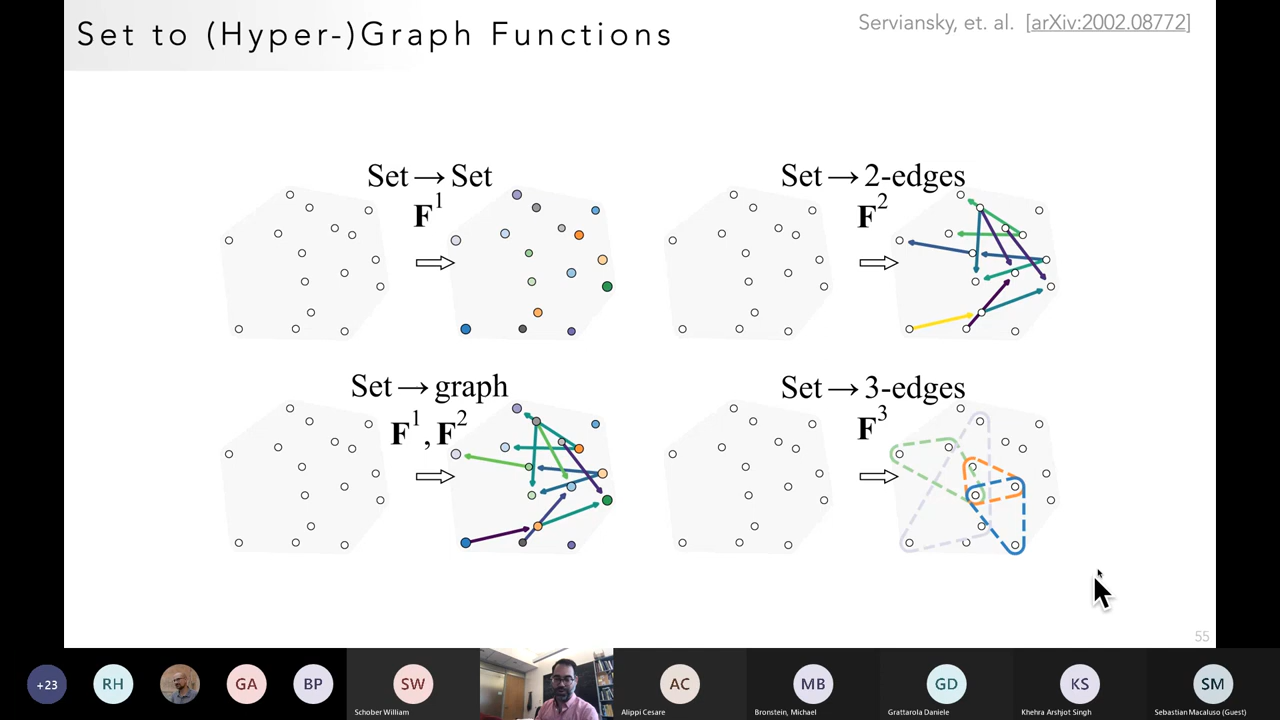 Set to (Hyper-)Graph Functions
Serviansky, et. al. [arXiv:2002.08772]
Set → Set
F¹
Set → 2-edges
F²
Set → graph
F¹, F²
Set → 3-edges
F³
55
+23
RH
GA
BP
SW
Schober William
AC
Alippi Cesare
MB
Bronstein, Michael
GD
Grattarola Daniele
KS
Khehra Arshjot Singh
SM
Sebastian Macaluso (Guest)